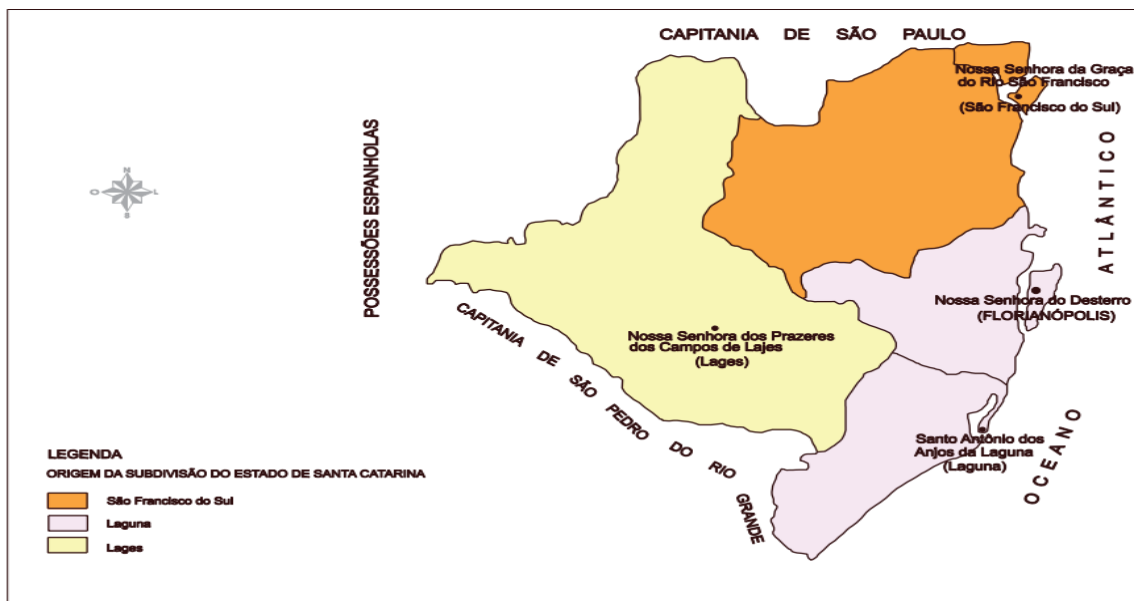 CAPITANIA DE SÃO PAULO
Nossa Senhora da Graça
do Rio São Francisco
(São Francisco do Sul)
ATLÂNTICO
POSSESSÕES ESPANHOLAS
N
O L
S
Nossa Senhora do Desterro
(FLORIANÓPOLIS)
Nossa Senhora dos Prazeres
dos Campos de Lajes
(Lages)
CAPITANIA DE SÃO PEDRO DO RIO GRANDE
OCEANO
Santo Antônio dos
Anjos da Laguna
(Laguna)
LEGENDA
ORIGEM DA SUBDIVISÃO DO ESTADO DE SANTA CATARINA
São Francisco do Sul
Laguna
Lages